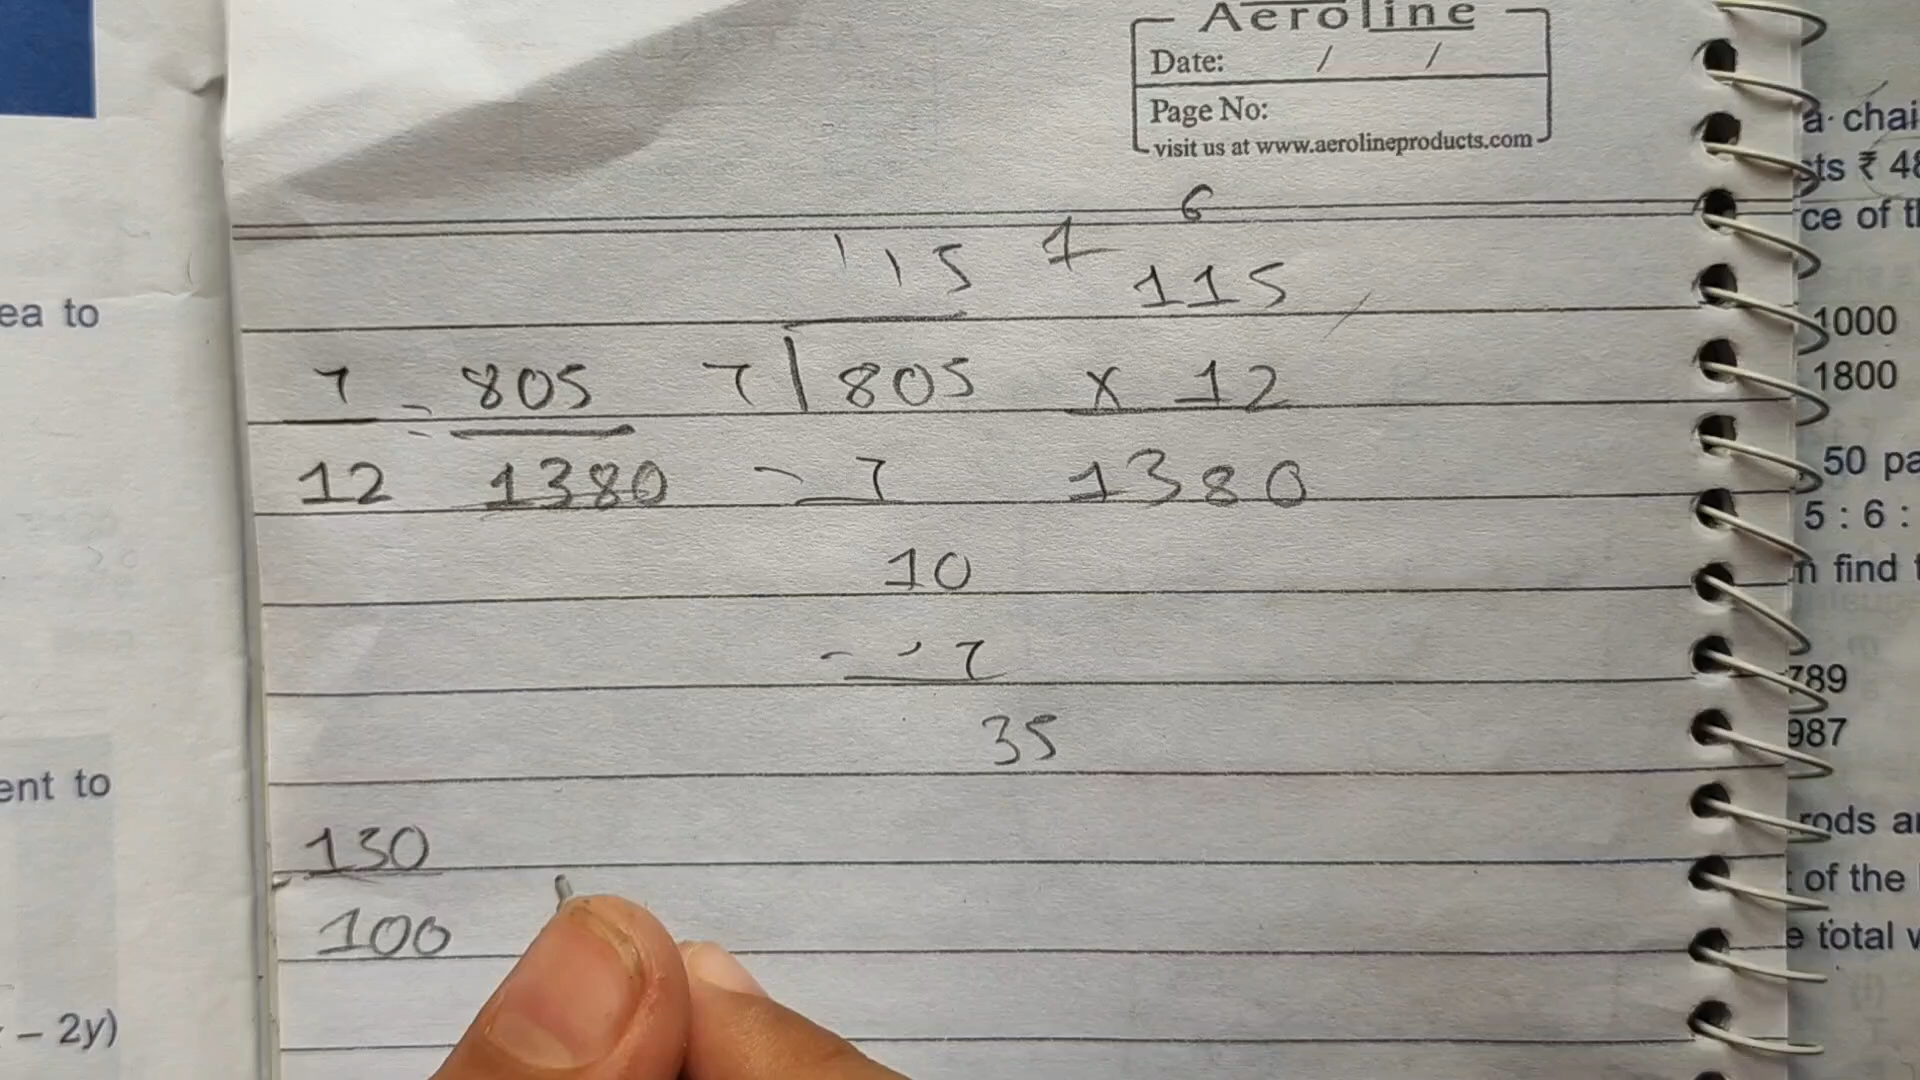 Aeroline
Date: / /
Page No:
visit us at www.aerolineproducts.com
6
115 1 115
7 = 805 7 805 x 12
12 1380 - 7 1380
10
- 7
35
130
100
ea to
ent to
- 2y)
a chai
sts ₹ 48
ce of t
1000
1800
50 pa
5 : 6 :
find
789
987
rods a
of the
total